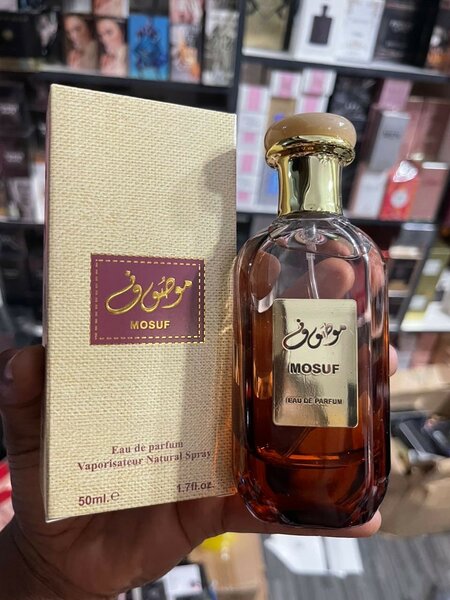 موصوف
MOSUF
Eau de parfum
Vaporisateur Natural Spray
50ml.e
1.7fl.oz.
موصوف
MOSUF
EAU DE PARFUM